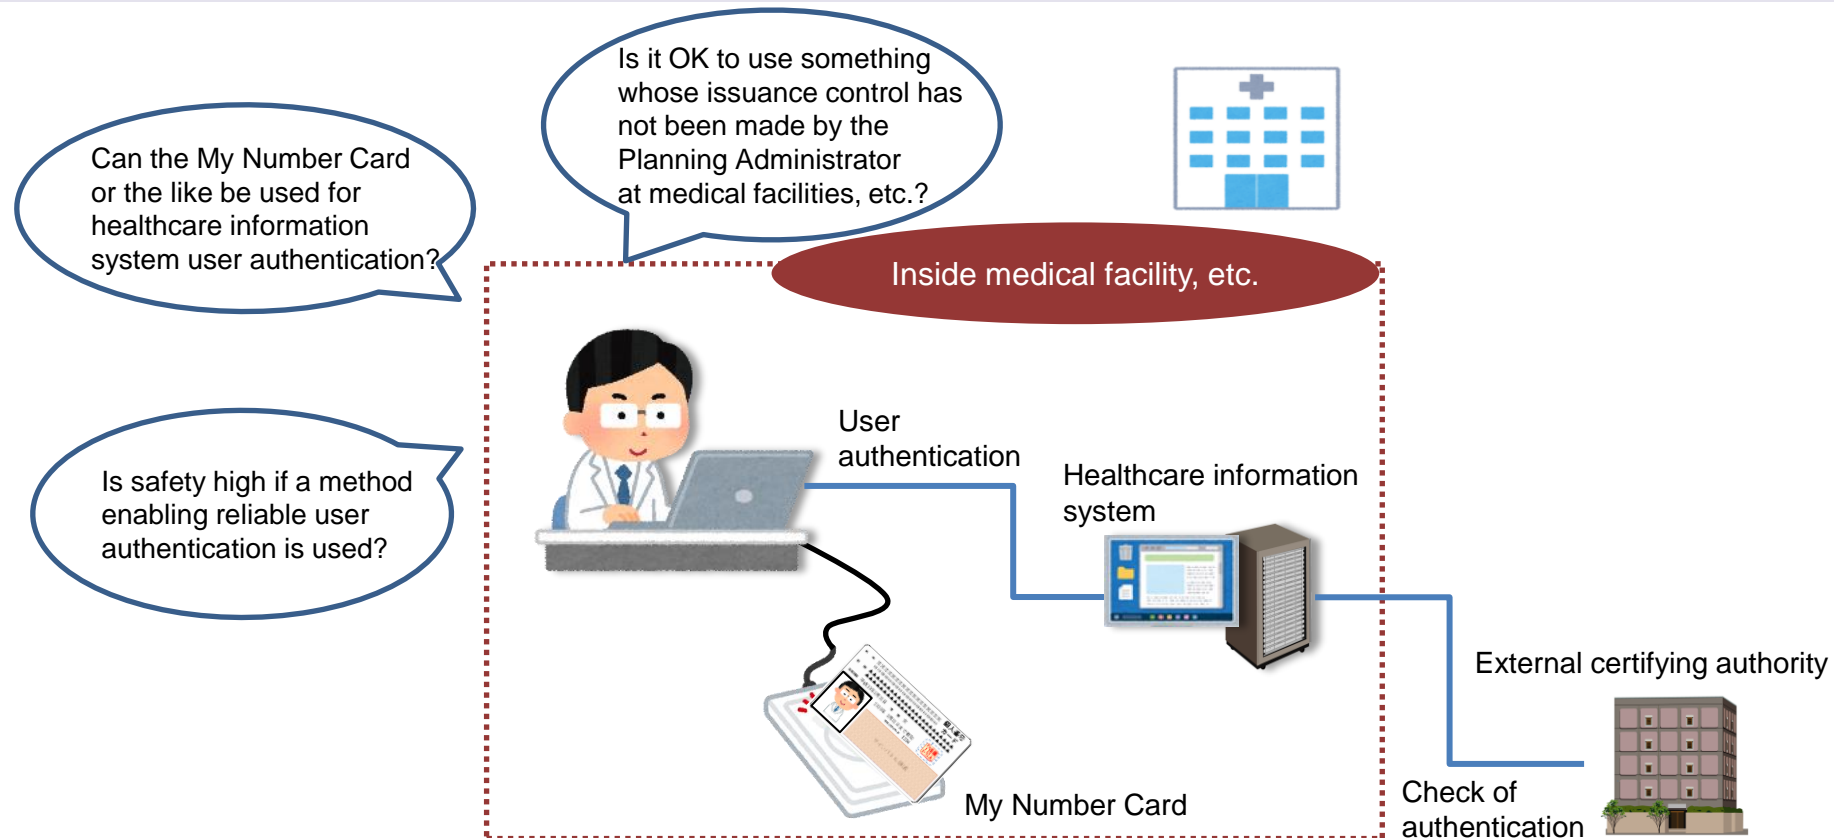 Is it OK to use something
whose issuance control has
not been made by the
Planning Administrator
at medical facilities, etc.?
Can the My Number Card
or the like be used for
healthcare information
system user authentication?
Inside medical facility, etc.
Is safety high if a method
enabling reliable user
authentication is used?
User
authentication
Healthcare information
system
My Number Card
External certifying authority
Check of
authentication